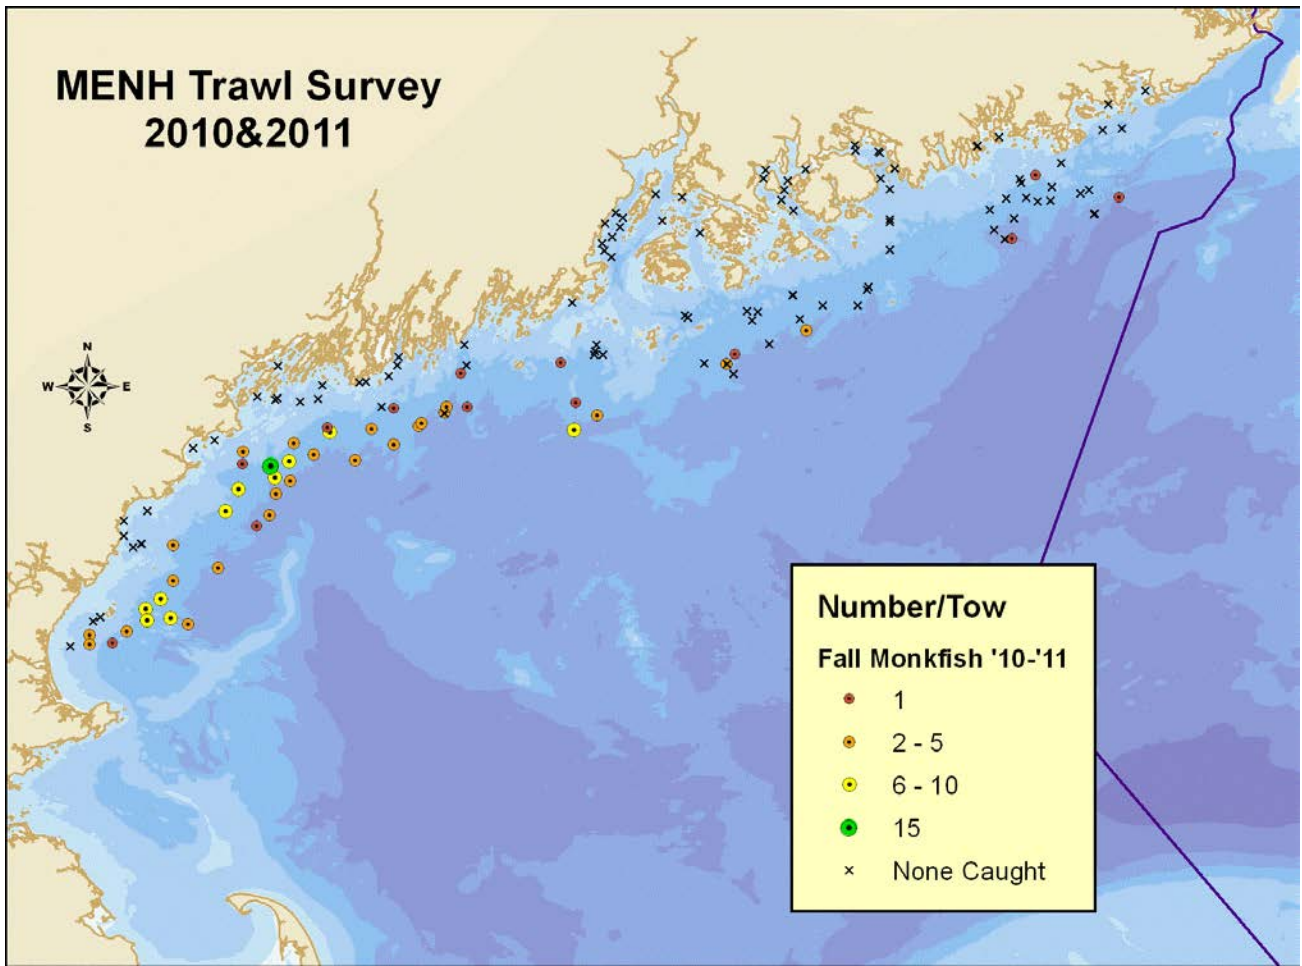 MENH Trawl Survey
2010&2011
N
W E
S
Number/Tow
Fall Monkfish '10-'11
1
2 - 5
6 - 10
15
None Caught